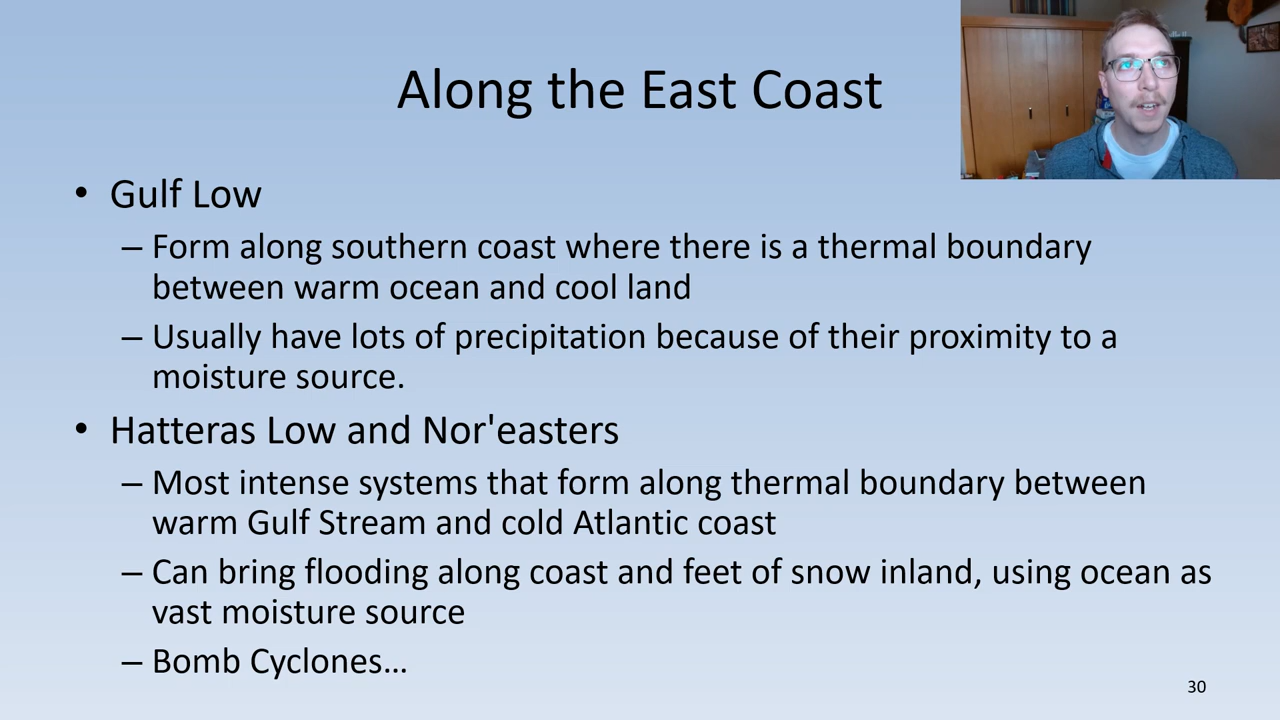 Along the East Coast
• Gulf Low
– Form along southern coast where there is a thermal boundary
between warm ocean and cool land
– Usually have lots of precipitation because of their proximity to a
moisture source.
• Hatteras Low and Nor'easters
– Most intense systems that form along thermal boundary between
warm Gulf Stream and cold Atlantic coast
– Can bring flooding along coast and feet of snow inland, using ocean as
vast moisture source
– Bomb Cyclones…
30